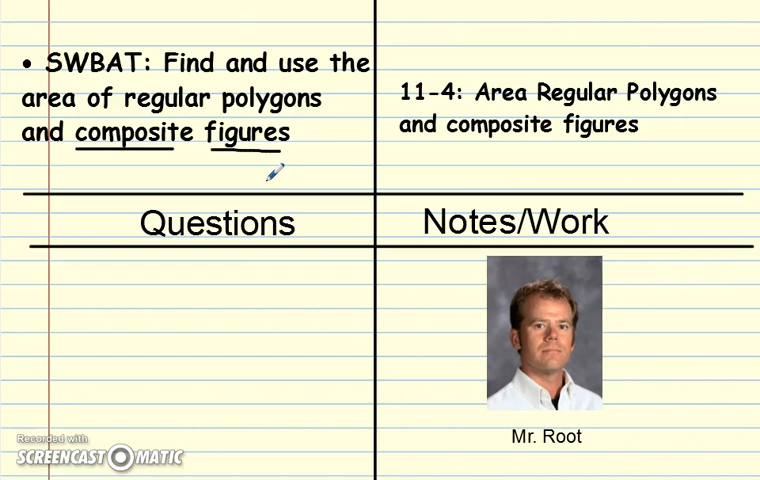 • SWBAT: Find and use the
area of regular polygons
and composite figures
11-4: Area Regular Polygons
and composite figures
Questions
Notes/Work
Mr. Root
Recorded with
SCREENCAST-O-MATIC